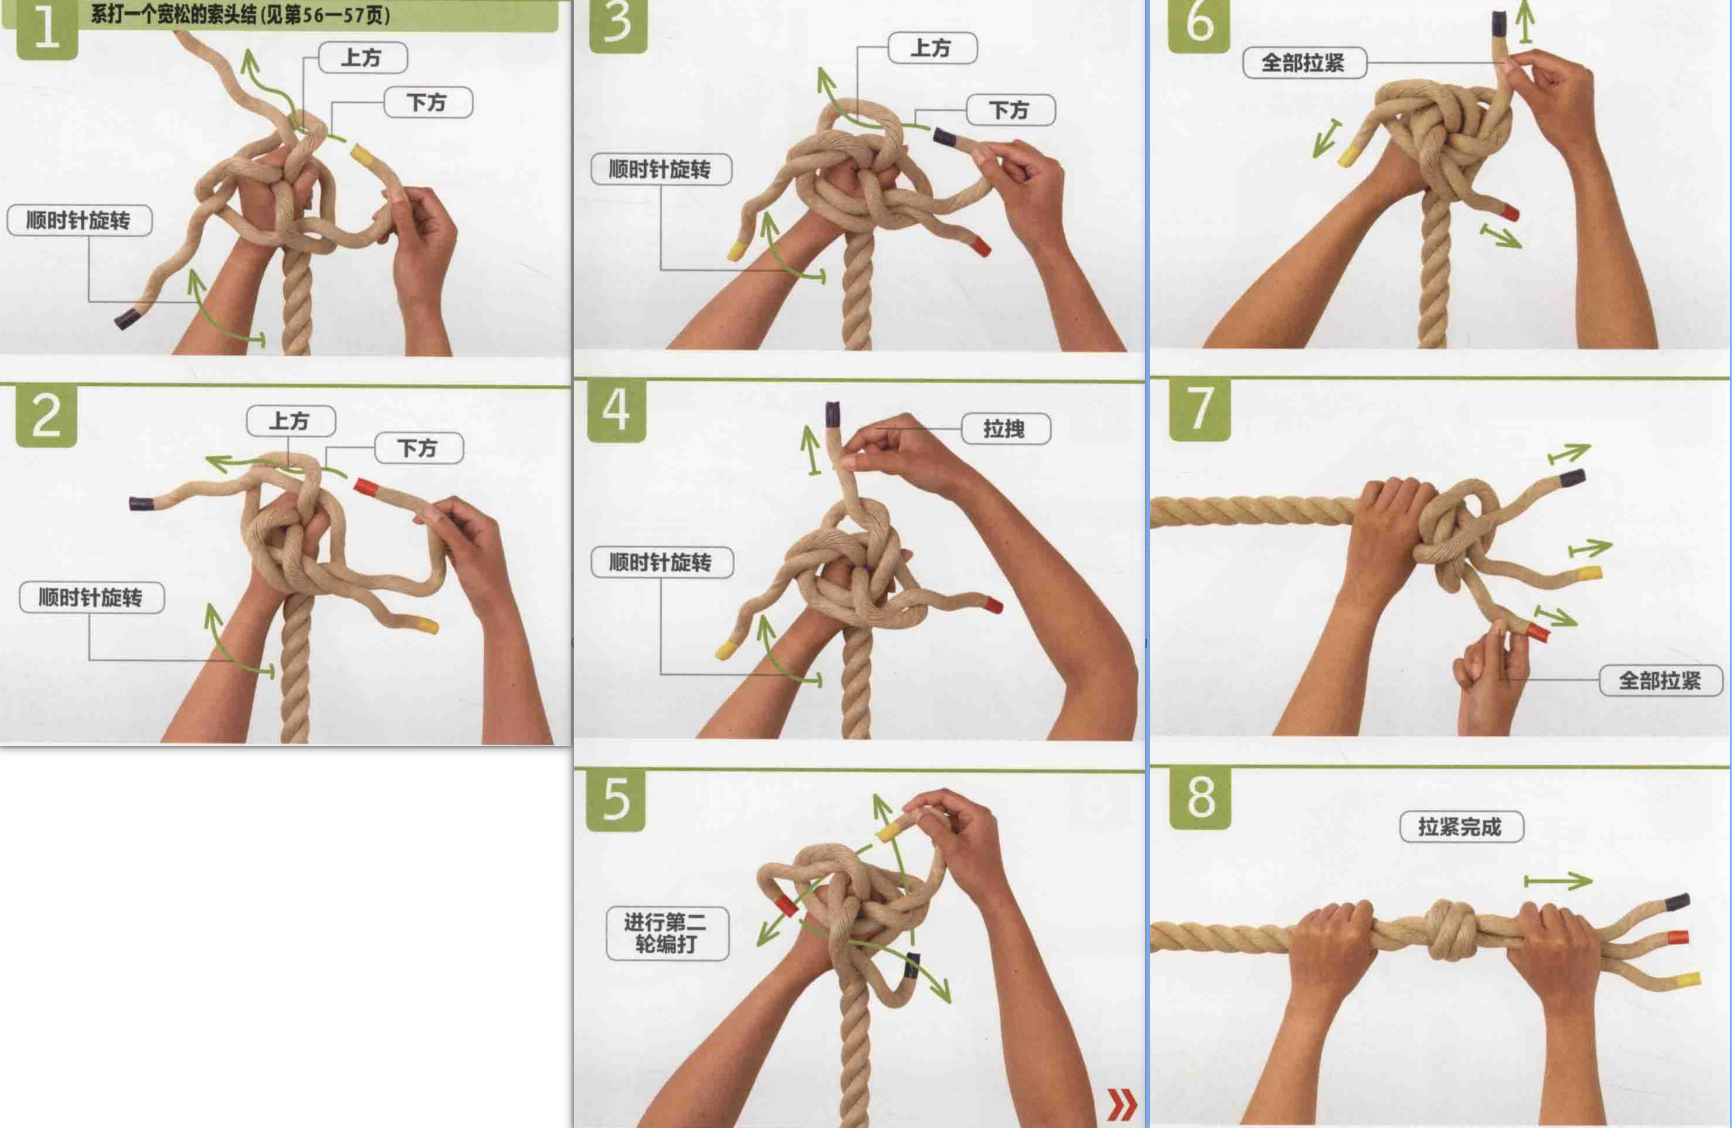 1
系打一个宽松的索头结(见第56—57页)
上方
下方
顺时针旋转
2
上方
下方
顺时针旋转
3
上方
下方
顺时针旋转
4
拉拽
顺时针旋转
5
进行第二
轮编打
6
全部拉紧
7
全部拉紧
8
拉紧完成